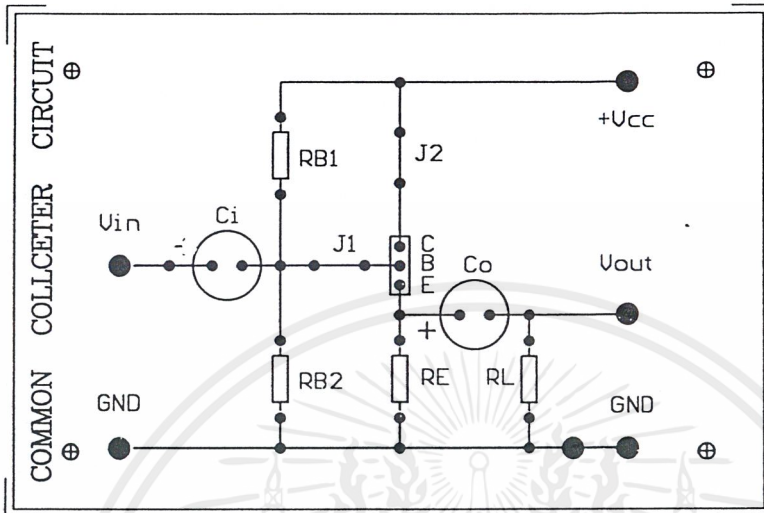 COMMON COLLCETER CIRCUIT
+Vcc
J2
RB1
Vin
Ci
-
J1
C
B
E
Co
Vout
+
RB2
RE
RL
GND
GND